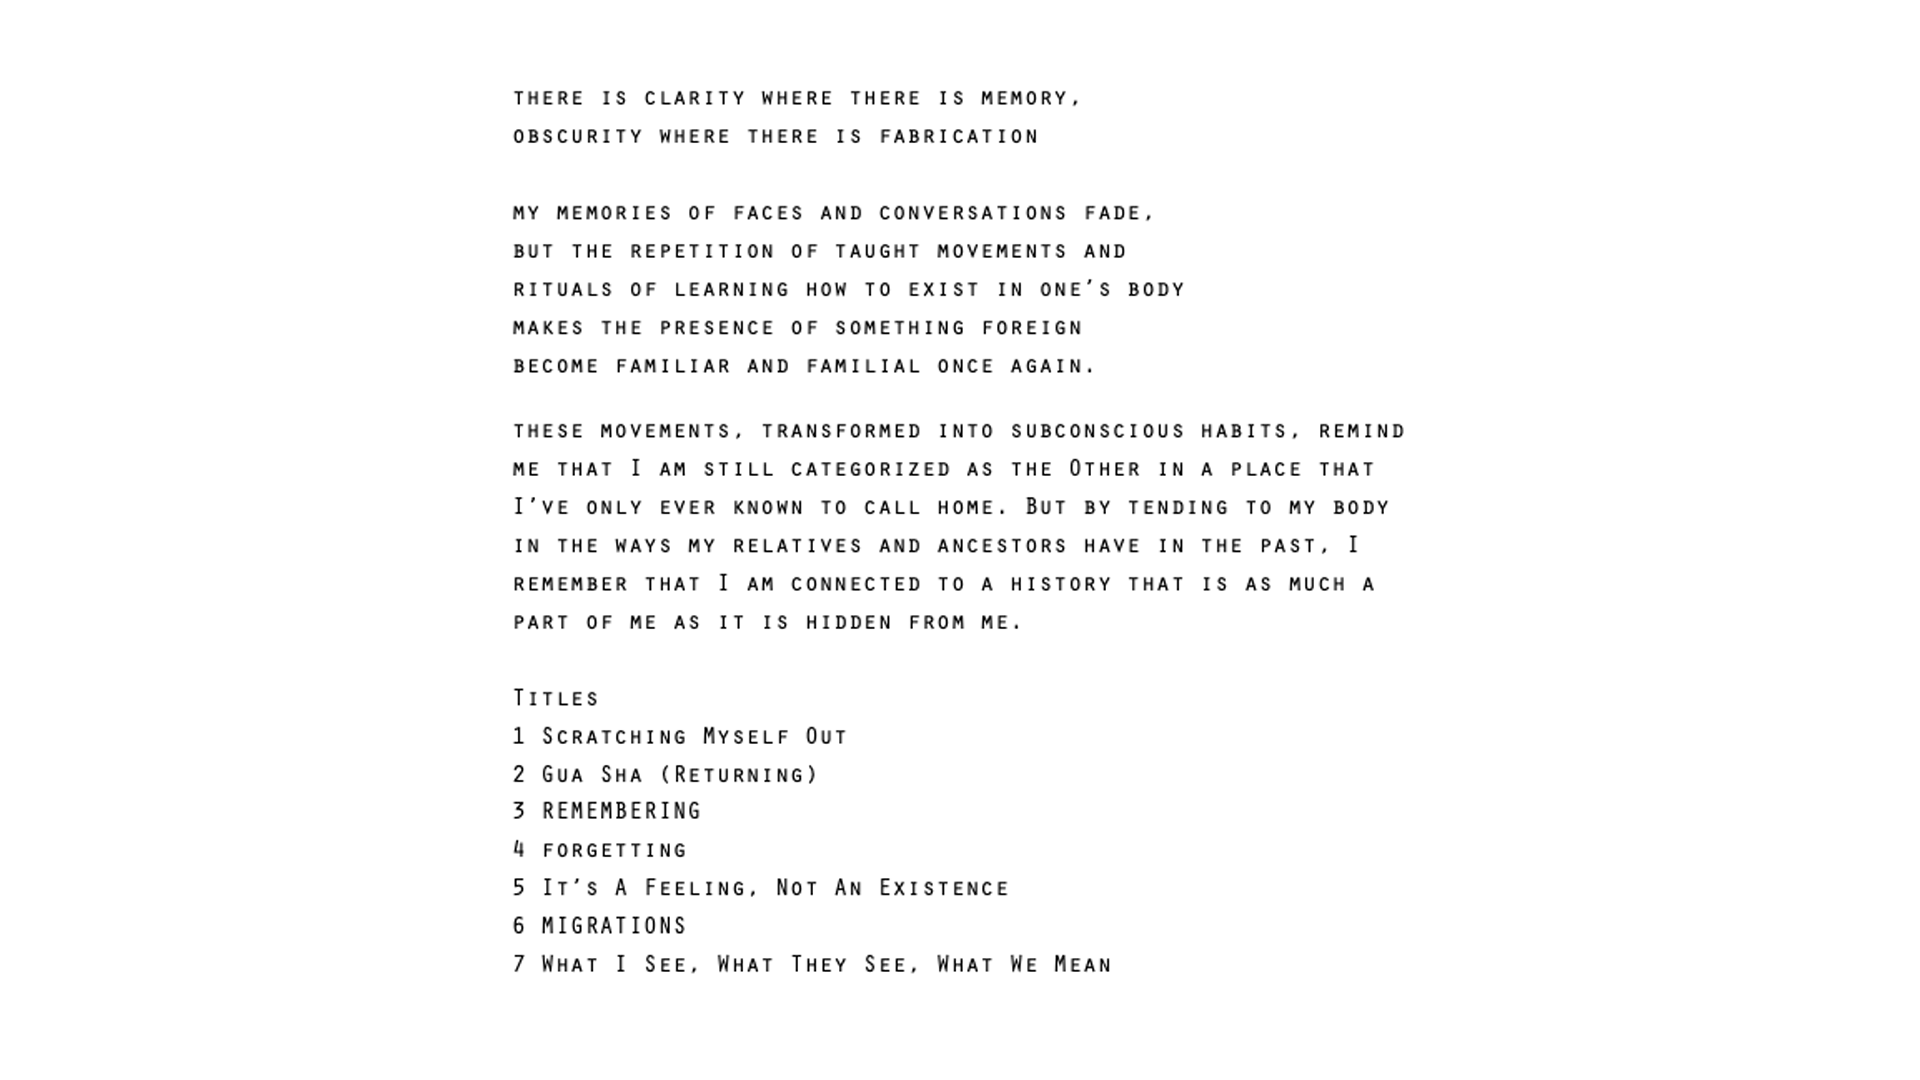 there is clarity where there is memory,
obscurity where there is fabrication
my memories of faces and conversations fade,
but the repetition of taught movements and
rituals of learning how to exist in one’s body
makes the presence of something foreign
become familiar and familial once again.
these movements, transformed into subconscious habits, remind
me that I am still categorized as the Other in a place that
I’ve only ever known to call home. But by tending to my body
in the ways my relatives and ancestors have in the past, I
remember that I am connected to a history that is as much a
part of me as it is hidden from me.
Titles
1 Scratching Myself Out
2 Gua Sha (Returning)
3 REMEMBERING
4 forgetting
5 It’s A Feeling, Not An Existence
6 MIGRATIONS
7 What I See, What They See, What We Mean